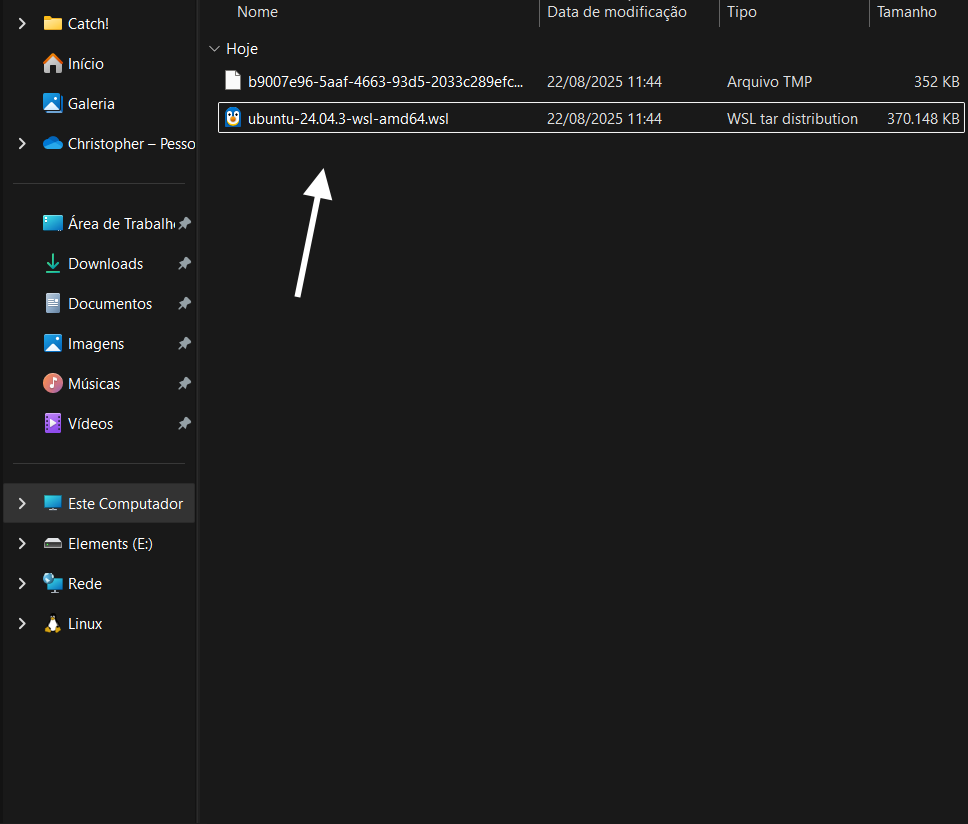 Nome Data de modificação Tipo Tamanho
Catch!
Início
Galeria
Christopher – Pesso
Área de Trabalh
Downloads
Documentos
Imagens
Músicas
Vídeos
Este Computador
Elements (E:)
Rede
Linux
Hoje
b9007e96-5aaf-4663-93d5-2033c289efc... 22/08/2025 11:44 Arquivo TMP 352 KB
ubuntu-24.04.3-wsl-amd64.wsl 22/08/2025 11:44 WSL tar distribution 370.148 KB